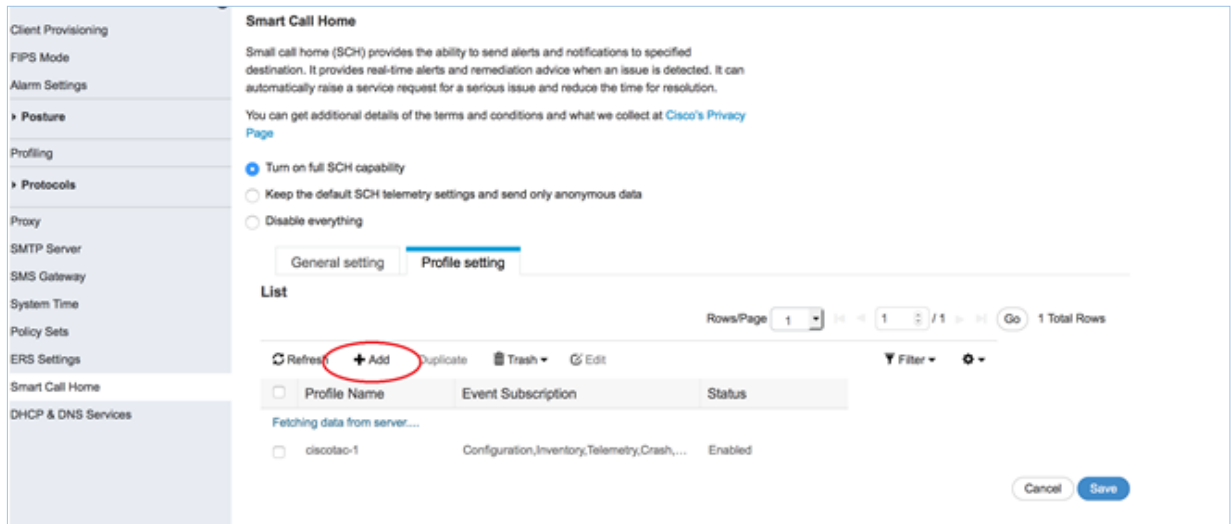 Client Provisioning
FIPS Mode
Alarm Settings
Posture
Profiling
Protocols
Proxy
SMTP Server
SMS Gateway
System Time
Policy Sets
ERS Settings
Smart Call Home
DHCP & DNS Services
Smart Call Home
Small call home (SCH) provides the ability to send alerts and notifications to specified
destination. It provides real-time alerts and remediation advice when an issue is detected. It can
automatically raise a service request for a serious issue and reduce the time for resolution.
You can get additional details of the terms and conditions and what we collect at Cisco's Privacy
Page
Turn on full SCH capability
Keep the default SCH telemetry settings and send only anonymous data
Disable everything
General setting Profile setting
List
Rows/Page 1 1 / 1 Go 1 Total Rows
Refresh Add Duplicate Trash Edit Filter
Profile Name Event Subscription Status
Fetching data from server....
ciscotac-1 Configuration,Inventory,Telemetry,Crash,... Enabled
Cancel Save